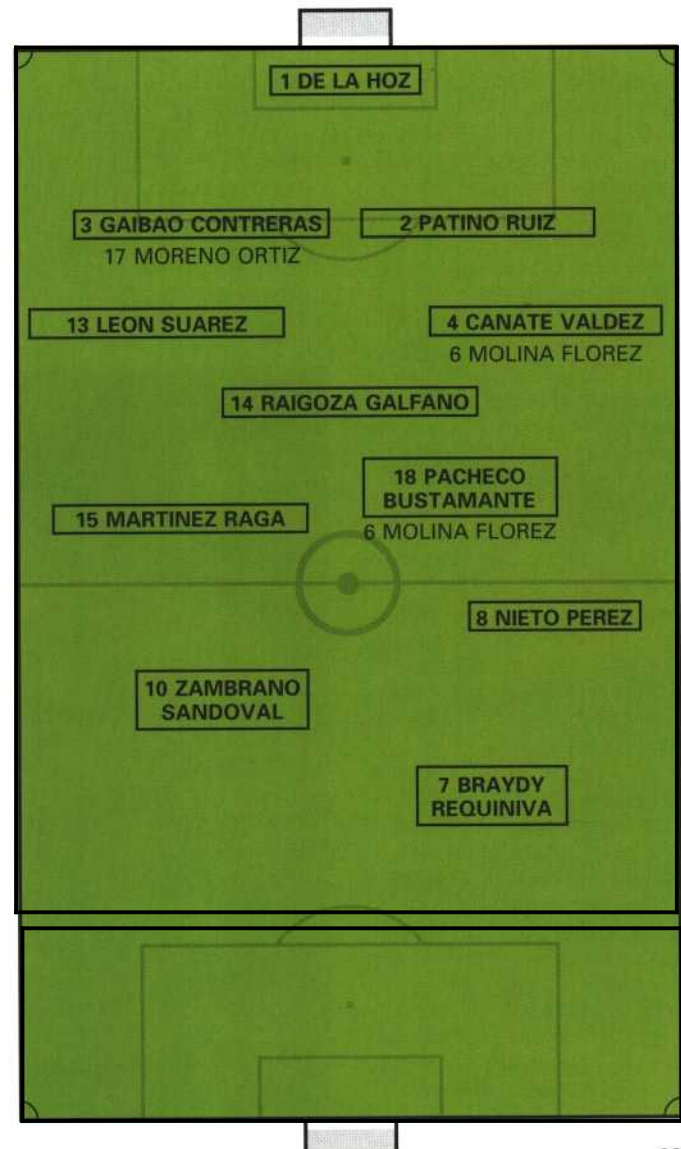 1 DE LA HOZ
3 GAIBAO CONTRERAS
2 PATINO RUIZ
17 MORENO ORTIZ
13 LEON SUAREZ
4 CANATE VALDEZ
6 MOLINA FLOREZ
14 RAIGOZA GALFANO
18 PACHECO
BUSTAMANTE
15 MARTINEZ RAGA
6 MOLINA FLOREZ
8 NIETO PEREZ
10 ZAMBRANO
SANDOVAL
7 BRAYDY
REQUINIVA